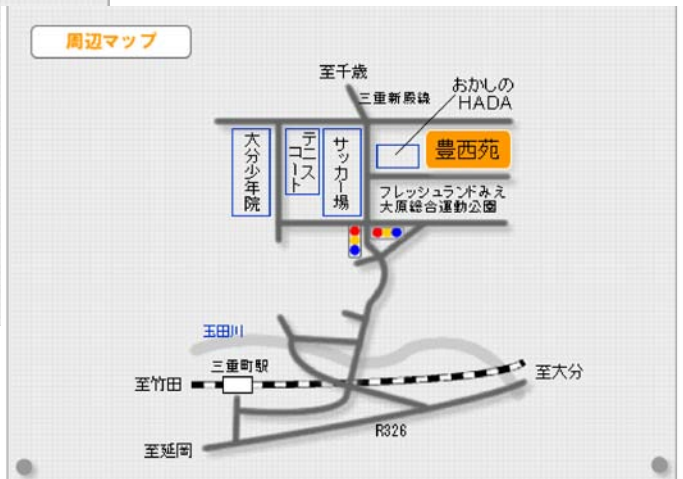 周辺マップ
至千歳
三重新殿線
おかしの
HADA
大分少年院
テニス
コート
サッカー場
豊西苑
フレッシュランドみえ
大原総合運動公園
玉田川
三重町駅
至竹田
至大分
R326
至延岡